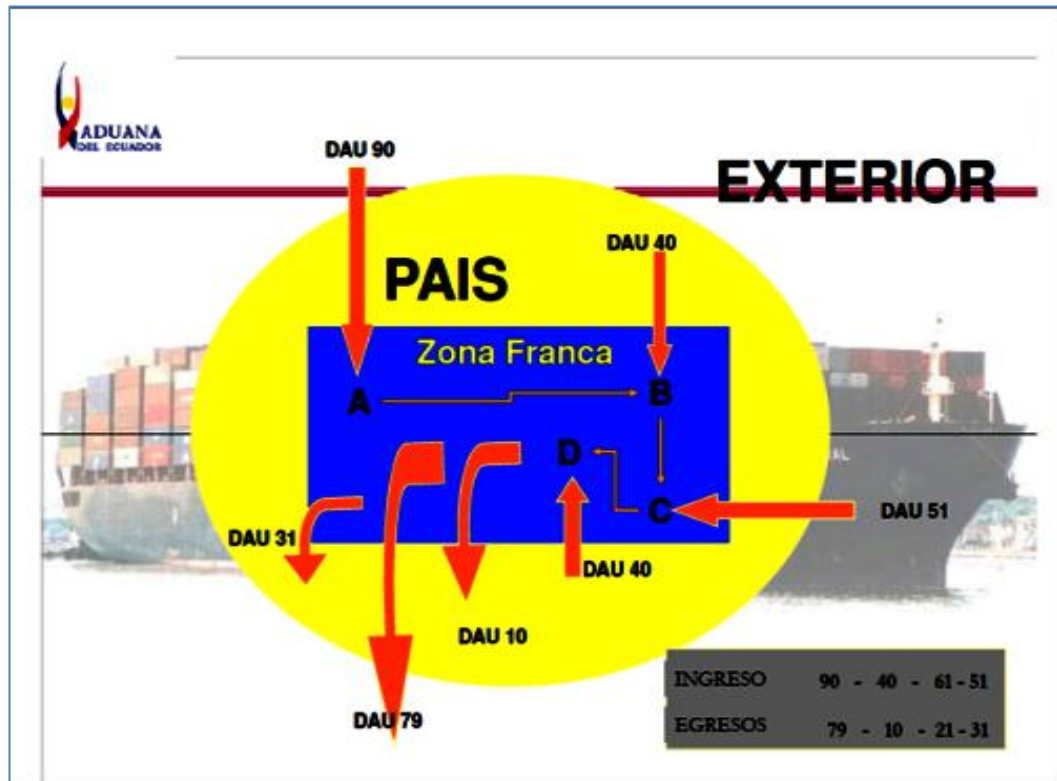 ADUANA
DEL ECUADOR
DAU 90
EXTERIOR
DAU 40
PAIS
Zona Franca
A
B
D
C
DAU 51
DAU 31
DAU 40
DAU 10
DAU 79
INGRESO 90 - 40 - 61 - 51
EGRESOS 79 - 10 - 21 - 31